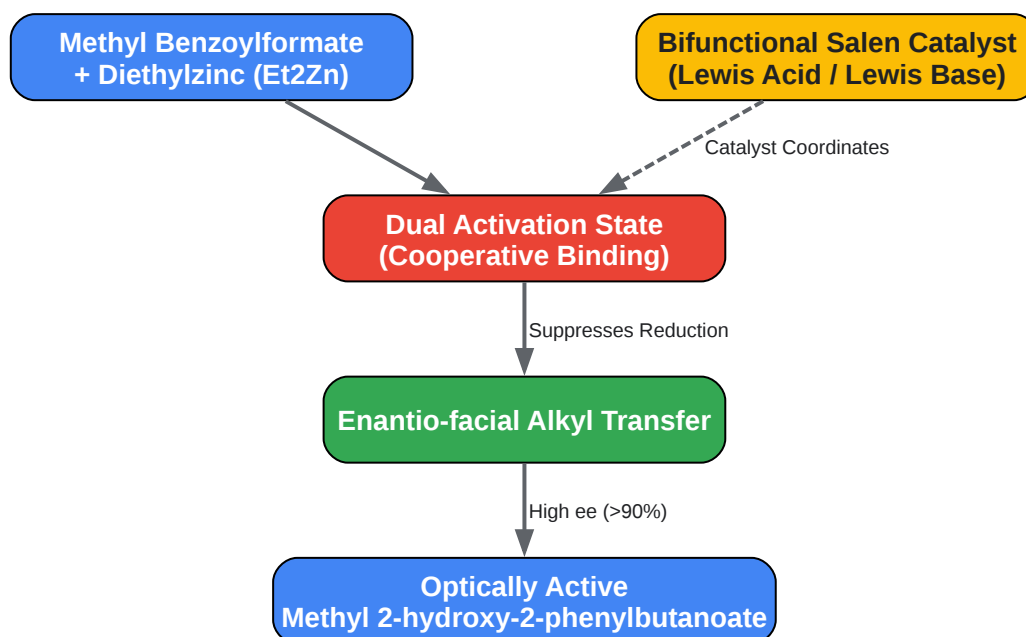 Methyl Benzoylformate
+ Diethylzinc (Et2Zn)
Bifunctional Salen Catalyst
(Lewis Acid / Lewis Base)
Catalyst Coordinates
Dual Activation State
(Cooperative Binding)
Suppresses Reduction
Enantio-facial Alkyl Transfer
High ee (>90%)
Optically Active
Methyl 2-hydroxy-2-phenylbutanoate